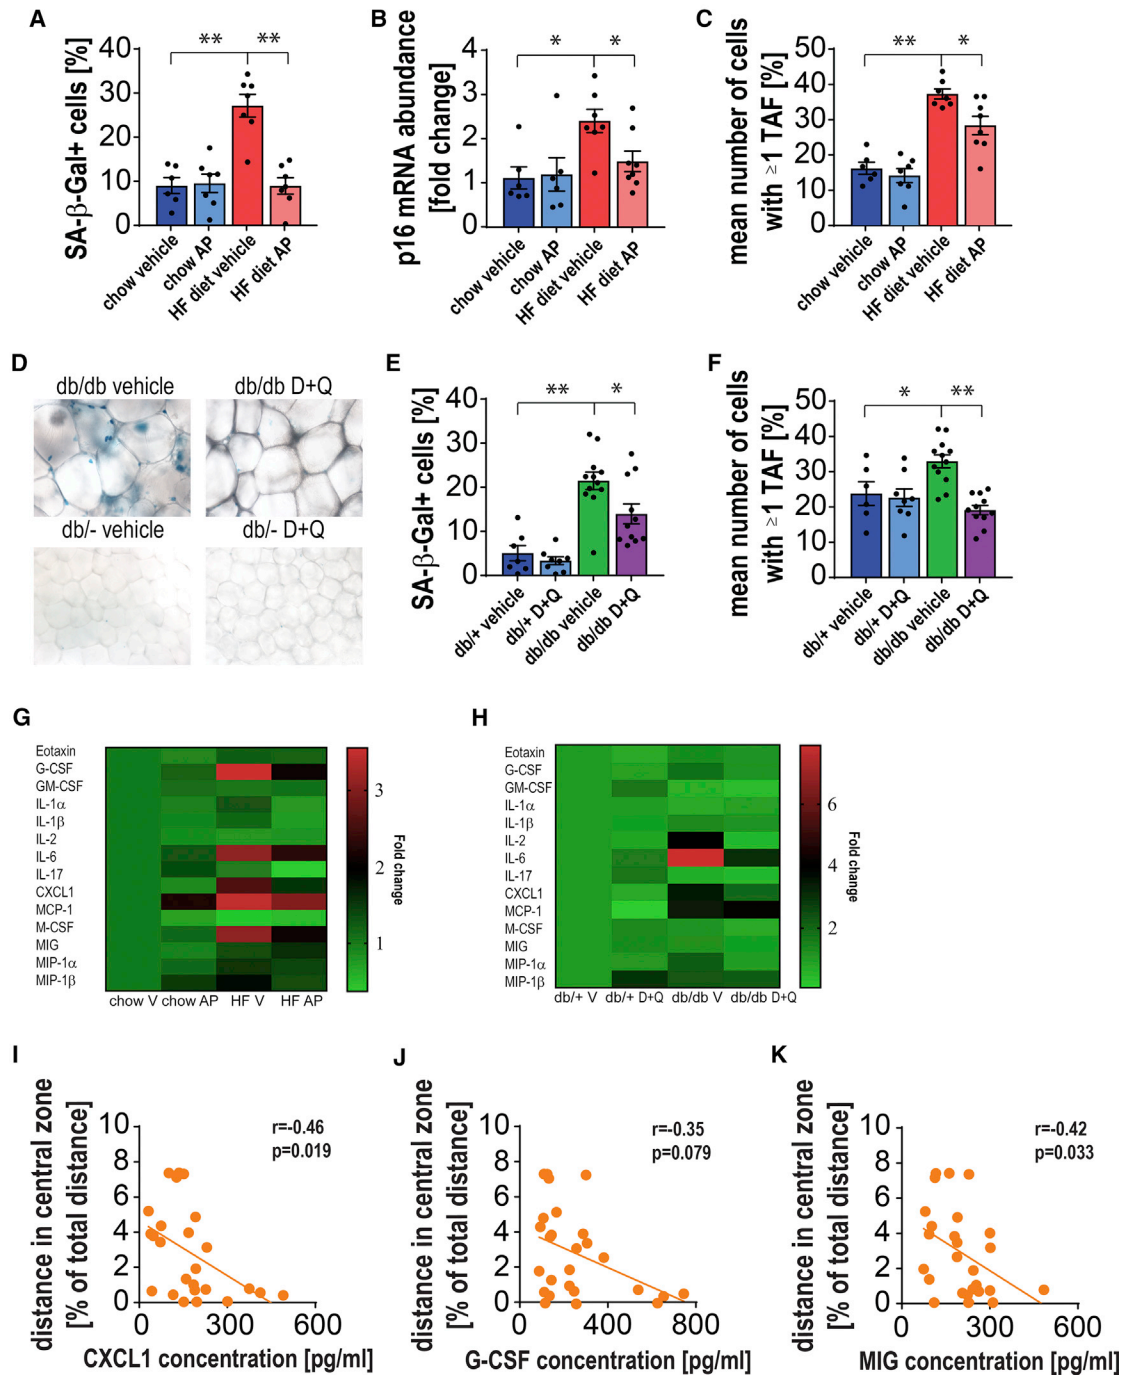 A
SA-β-Gal+ cells [%]
40
30
20
10
0
** **
chow vehicle
chow AP
HF diet vehicle
HF diet AP
B
p16 mRNA abundance
[fold change]
4
3
2
1
0
* *
chow vehicle
chow AP
HF diet vehicle
HF diet AP
C
mean number of cells
with ≥1 TAF [%]
50
40
30
20
10
0
** *
chow vehicle
chow AP
HF diet vehicle
HF diet AP
D
db/db vehicle
db/db D+Q
db/- vehicle
db/- D+Q
E
SA-β-Gal+ cells [%]
40
30
20
10
0
** *
db/+ vehicle
db/+ D+Q
db/db vehicle
db/db D+Q
F
mean number of cells
with ≥1 TAF [%]
50
40
30
20
10
0
* **
db/+ vehicle
db/+ D+Q
db/db vehicle
db/db D+Q
G
Eotaxin
G-CSF
GM-CSF
IL-1α
IL-1β
IL-2
IL-6
IL-17
CXCL1
MCP-1
M-CSF
MIG
MIP-1α
MIP-1β
chow V chow AP HF V HF AP
3
2
1
Fold change
H
Eotaxin
G-CSF
GM-CSF
IL-1α
IL-1β
IL-2
IL-6
IL-17
CXCL1
MCP-1
M-CSF
MIG
MIP-1α
MIP-1β
db/+ V db/+ D+Q db/db V db/db D+Q
6
4
2
Fold change
I
distance in central zone
[% of total distance]
10
8
6
4
2
0
r=-0.46
p=0.019
0 300 600
CXCL1 concentration [pg/ml]
J
distance in central zone
[% of total distance]
10
8
6
4
2
0
r=-0.35
p=0.079
0 400 800
G-CSF concentration [pg/ml]
K
distance in central zone
[% of total distance]
10
8
6
4
2
0
r=-0.42
p=0.033
0 300 600
MIG concentration [pg/ml]